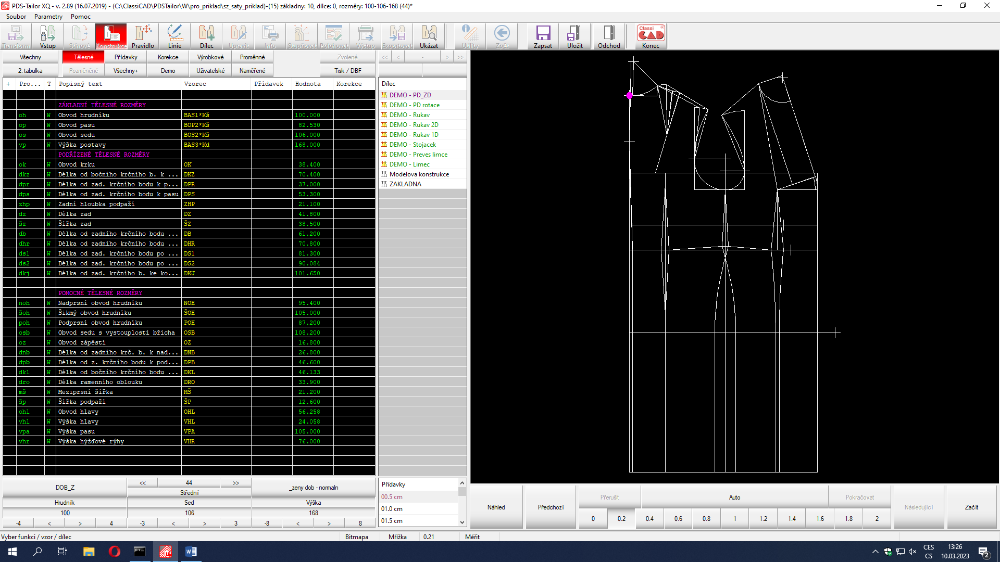 PDS-Tailor XQ - v. 2.89 (16.07.2019) - (C:\ClassiCAD\PDSTailor\W\pro_priklad\sz_saty_priklad)-(15) základny: 10, dílce: 0, rozměry: 100-106-168 (44)*
Soubor Parametry Pomoc
Transform Vstup Stínové Konstrukce Pravidlo Linie Dílec Upravit Info Stupňovat Polohovat Výstup Exportovat Ukázat Utility Zpět Zapsat Uložit Odchod Konec
Classi CAD
Všechny Tělesné Přídavky Korekce Výrobkové Proměnné Zvolené << < - > >>
2. tabulka Pozměněné Všechny+ Demo Uživatelské Naměřené Tisk / DBF
+ Pro... T Popisný text Vzorec Přídavek Hodnota Korekce
ZÁKLADNÍ TĚLESNÉ ROZMĚRY
oh W Obvod hrudníku BAS1*Kš 100.000
op W Obvod pasu BOP2*Kš 82.530
os W Obvod sedu BOS2*Kš 106.000
vp W Výška postavy BAS3*Kd 168.000
PODŘÍZENÉ TĚLESNÉ ROZMĚRY
ok W Obvod krku OK 38.400
dkz W Délka od bočního krčního b. k ... DKZ 70.400
dpr W Délka od zad. krčního bodu k p... DPR 37.000
dps W Délka od zad. krčního bodu k pasu DPS 53.300
zhp W Zadní hloubka podpaží ZHP 21.100
dz W Délka zad DZ 41.800
šz W Šířka zad ŠZ 38.500
db W Délka od zadního krčního bodu ... DB 61.200
dhr W Délka od zadního krčního bodu ... DHR 70.800
ds1 W Délka od zad. krčního bodu po ... DS1 81.300
ds2 W Délka od zad. krčního bodu po ... DS2 90.084
dkj W Délka od zad. krčního b. ke ko... DKJ 101.650
POMOCNÉ TĚLESNÉ ROZMĚRY
noh W Nadprsní obvod hrudníku NOH 95.400
šoh W Šikmý obvod hrudníku ŠOH 105.000
poh W Podprsní obvod hrudníku POH 87.200
osb W Obvod sedu s vystouplosti břicha OSB 108.200
oz W Obvod zápěstí OZ 16.800
dnb W Délka od zadního krč. b. k nad... DNB 26.800
dpb W Délka od z. krčního bodu k pod... DPB 46.600
dkl W Délka od bočního krčního bodu ... DKL 46.133
dro W Délka ramenního oblouku DRO 33.900
mš W Meziprsní šířka MŠ 21.200
šp W Šířka podpaží ŠP 12.600
ohl W Obvod hlavy OHL 56.258
vhl W Výška hlavy VHL 24.058
vpa W Výška pasu VPA 105.000
vhr W Výška hýžďové rýhy VHR 76.000
Dílec
DEMO - PD_ZD
DEMO - PD rotace
DEMO - Rukav
DEMO - Rukav 2D
DEMO - Rukav 1D
DEMO - Stojacek
DEMO - Preves limce
DEMO - Limec
Modelova konstrukce
ZAKLADNA
DOB_Z << 44 >> _zeny dob - normaln
Střední
Hrudník Sed Výška
100 106 168
-4 < > 4 -3 < > 3 -8 < > 8
Přídavky
00.5 cm
01.0 cm
01.5 cm
Náhled Předchozí Přerušit Auto Pokračovat Následující Začít
0 0.2 0.4 0.6 0.8 1 1.2 1.4 1.6 1.8 2
Vyber funkci / vzor / dílec Bitmapa Mřížka 0.21 Měřit
CES
CS
13:26
10.03.2023
2